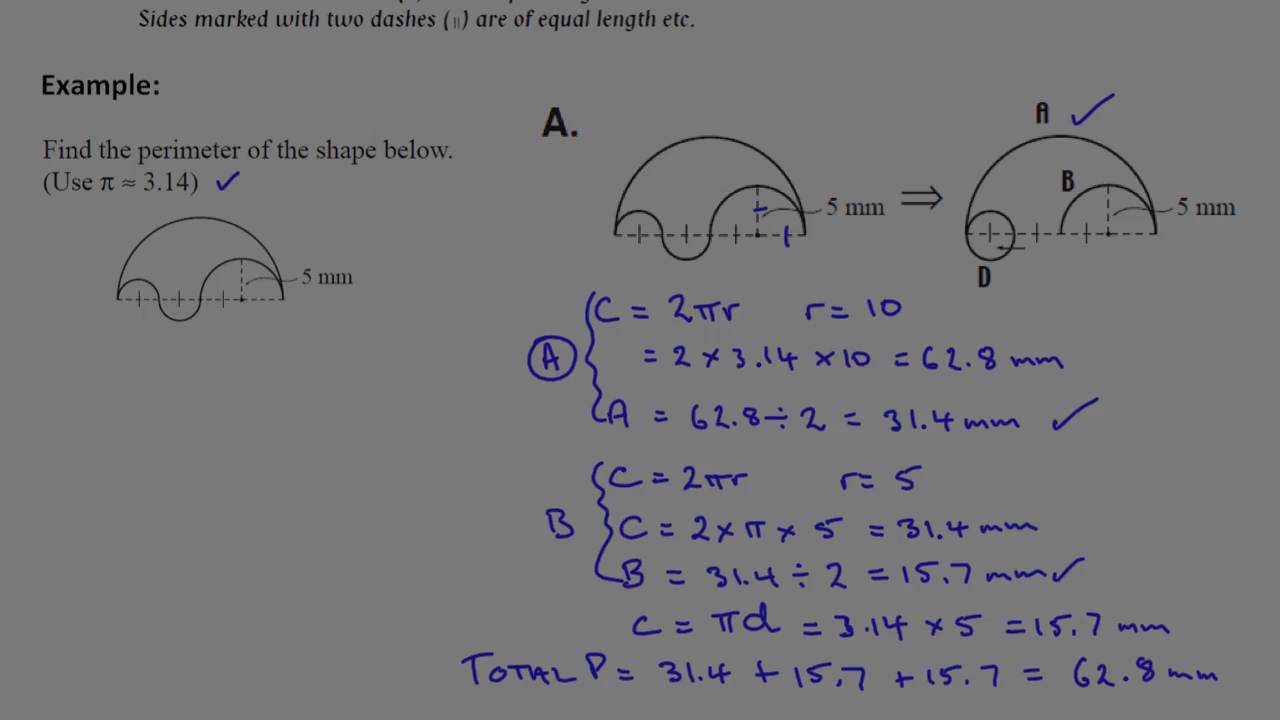 Sides marked with two dashes (||) are of equal length etc.
Example:
Find the perimeter of the shape below.
(Use π ≈ 3.14) ✓
5 mm
A.
5 mm
⇒
A ✓
B
5 mm
D
A
C = 2πr r = 10
= 2 × 3.14 × 10 = 62.8 mm
A = 62.8 ÷ 2 = 31.4 mm ✓
B
C = 2πr r = 5
C = 2 × π × 5 = 31.4 mm
B = 31.4 ÷ 2 = 15.7 mm ✓
C = πd = 3.14 × 5 = 15.7 mm
TOTAL P = 31.4 + 15.7 + 15.7 = 62.8 mm